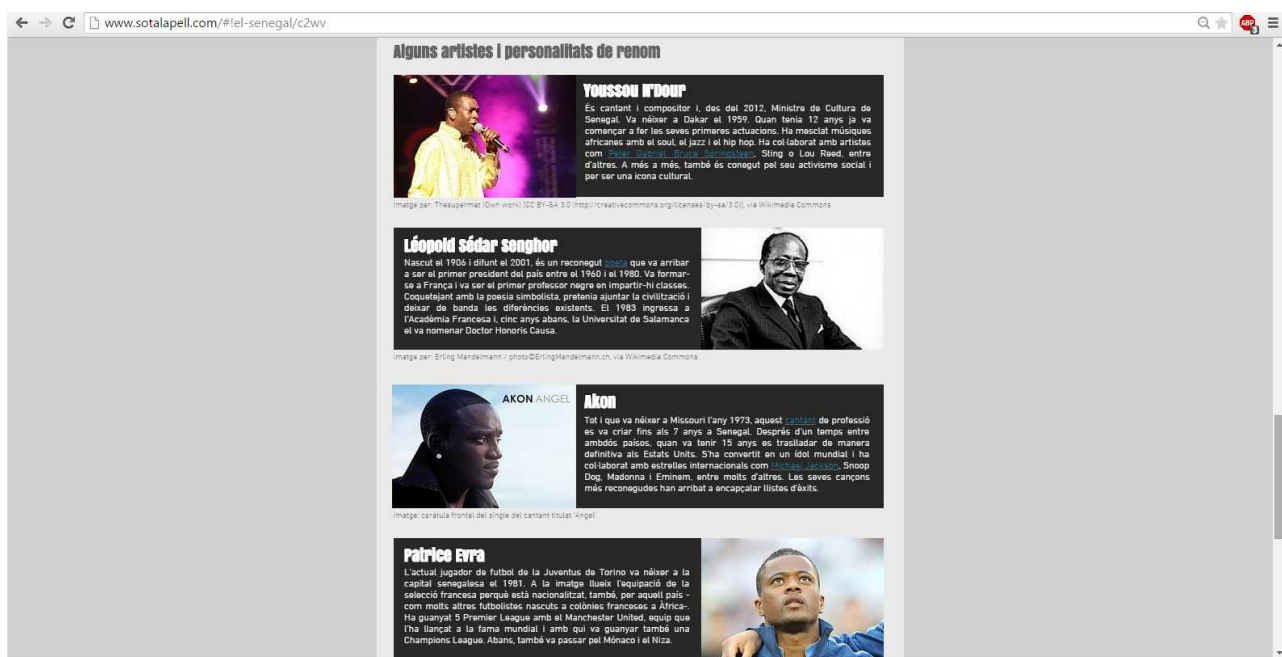 www.sotalapell.com/#!el-senegal/c2wv
ABP
3
Alguns artistes i personalitats de renom
Youssou N'Dour
És cantant i compositor i, des del 2012, Ministre de Cultura de
Senegal. Va néixer a Dakar el 1959. Quan tenia 12 anys ja va
començar a fer les seves primeres actuacions. Ha mesclat músiques
africanes amb el soul, el jazz i el hip hop. Ha col·laborat amb artistes
com Peter Gabriel, Bruce Springsteen, Sting o Lou Reed, entre
d'altres. A més a més, també és conegut pel seu activisme social i
per ser una icona cultural.
Imatge per: Thesupermat (Own work) [CC BY-SA 3.0 (http://creativecommons.org/licenses/by-sa/3.0)], via Wikimedia Commons
Léopold Sédar Senghor
Nascut el 1906 i difunt el 2001, és un reconegut poeta que va arribar
a ser el primer president del país entre el 1960 i el 1980. Va formar-
se a França i va ser el primer professor negre en impartir-hi classes.
Coquetejant amb la poesia simbolista, pretenia ajuntar la civilització i
deixar de banda les diferències existents. El 1983 ingressa a
l'Acadèmia Francesa i, cinc anys abans, la Universitat de Salamanca
el va nomenar Doctor Honoris Causa.
Imatge per: Erling Mandelmann / photo©ErlingMandelmann.ch, via Wikimedia Commons
AKON ANGEL
Akon
Tot i que va néixer a Missouri l'any 1973, aquest cantant de professió
es va criar fins als 7 anys a Senegal. Després d'un temps entre
ambdós països, quan va tenir 15 anys es traslladar de manera
definitiva als Estats Units. S'ha convertit en un ídol mundial i ha
col·laborat amb estrelles internacionals com Michael Jackson, Snoop
Dog, Madonna i Eminem, entre molts d'altres. Les seves cançons
més reconegudes han arribat a encapçalar llistes d'èxits.
Imatge: caràtula frontal del single del cantant titulat 'Angel'
Patrice Evra
L'actual jugador de futbol de la Juventus de Torino va néixer a la
capital senegalesa el 1981. A la imatge llueix l'equipació de la
selecció francesa perquè està nacionalitzat, també, per aquell país -
com molts altres futbolistes nascuts a colònies franceses a Àfrica-.
Ha guanyat 5 Premier League amb el Manchester United, equip que
l'ha llançat a la fama mundial i amb qui va guanyar també una
Champions League. Abans, també va passar pel Mónaco i el Niza.